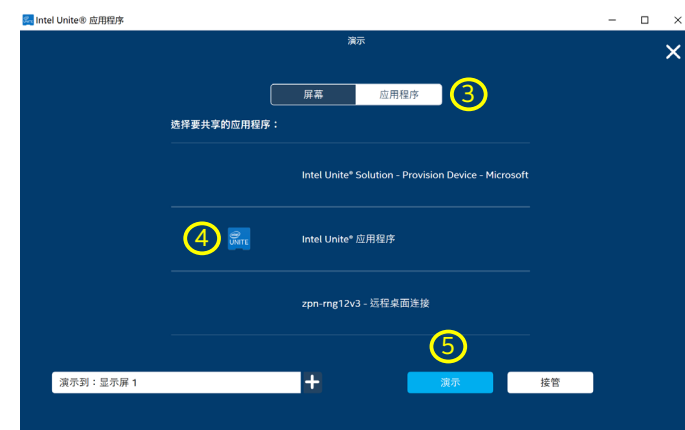 Intel Unite® 应用程序
演示
屏幕 应用程序 3
选择要共享的应用程序：
Intel Unite® Solution - Provision Device - Microsoft
4 UNITE Intel Unite® 应用程序
zpn-rng12v3 - 远程桌面连接
5
演示到：显示屏 1 + 演示 接管